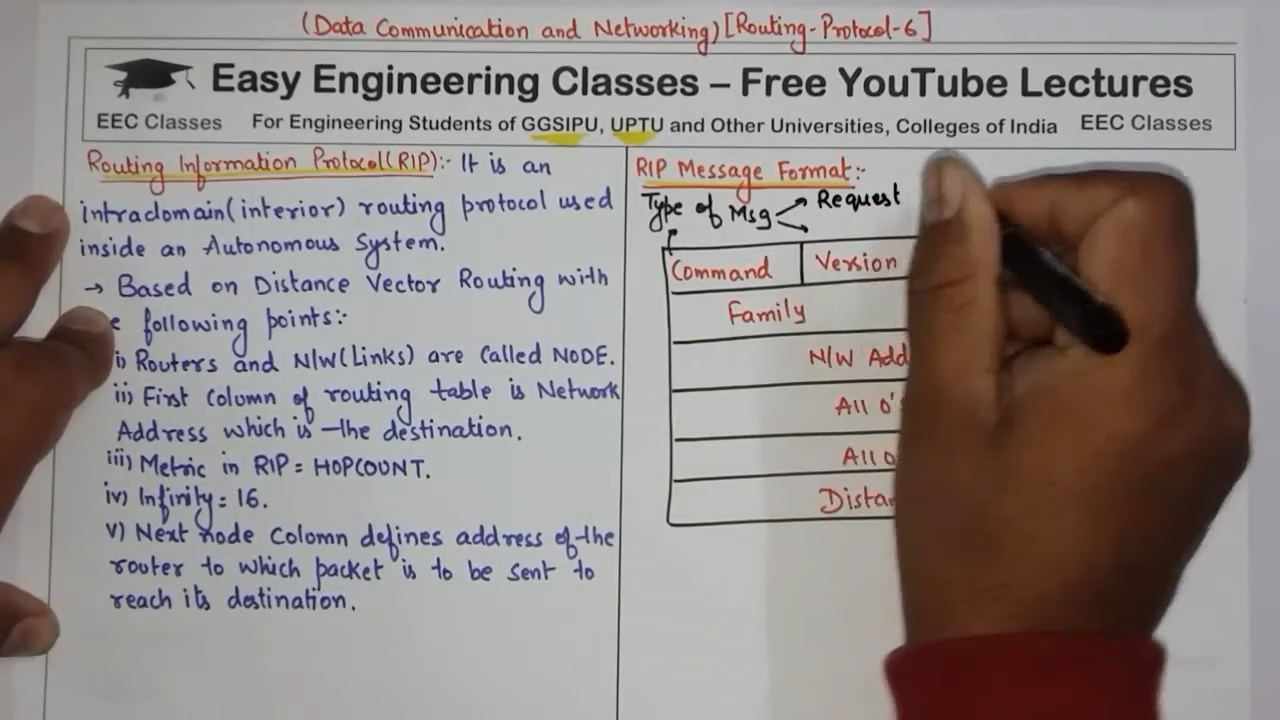 (Data Communication and Networking) [Routing-Protocol-6]
Easy Engineering Classes – Free YouTube Lectures
EEC Classes For Engineering Students of GGSIPU, UPTU and Other Universities, Colleges of India EEC Classes
Routing Information Protocol(RIP):- It is an
intradomain(interior) routing protocol used
inside an Autonomous System.
→ Based on Distance Vector Routing with
following points:-
i) Routers and N/W(Links) are called NODE.
ii) First Column of routing table is Network
Address which is the destination.
iii) Metric in RIP = HOPCOUNT.
iv) Infinity = 16.
v) Next node Colomn defines address of the
router to which packet is to be sent to
reach its destination.
RIP Message Format:-
Type of Msg Request
Command Version
Family
N/W Add
All 0's
All 0
Distan